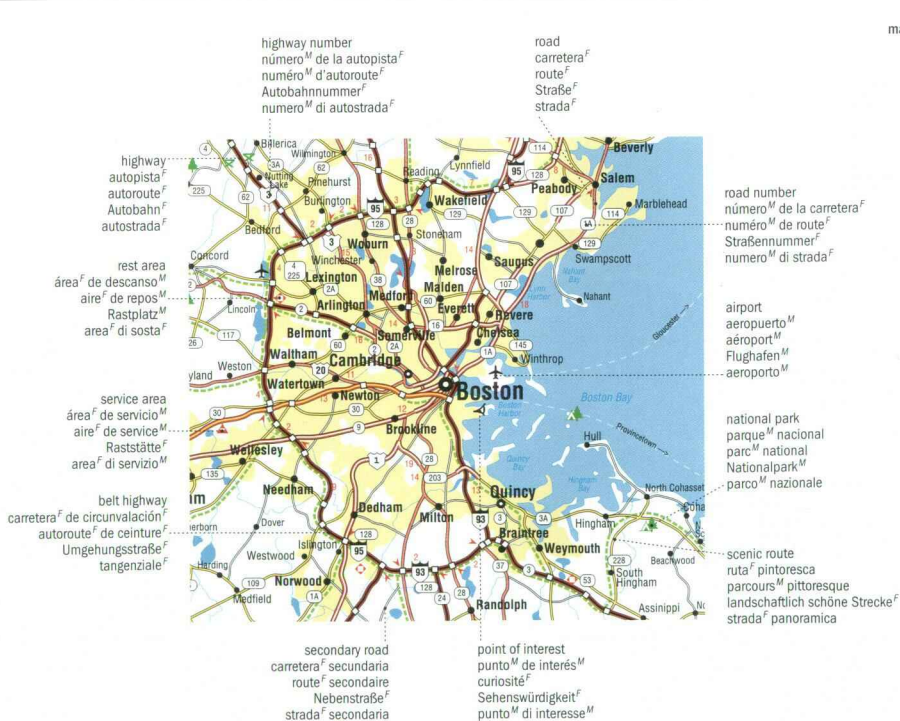 ma
highway number
número^M de la autopista^F
numéro^M d'autoroute^F
Autobahnnummer^F
numero^M di autostrada^F
road
carretera^F
route^F
Straße^F
strada^F
highway
autopista^F
autoroute^F
Autobahn^F
autostrada^F
road number
número^M de la carretera^F
numéro^M de route^F
Straßennummer^F
numero^M di strada^F
rest area
área^F de descanso^M
aire^F de repos^M
Rastplatz^M
area^F di sosta^F
airport
aeropuerto^M
aéroport^M
Flughafen^M
aeroporto^M
service area
área^F de servicio^M
aire^F de service^M
Raststätte^F
area^F di servizio^M
national park
parque^M nacional
parc^M national
Nationalpark^M
parco^M nazionale
belt highway
carretera^F de circunvalación^F
autoroute^F de ceinture^F
Umgehungsstraße^F
tangenziale^F
scenic route
ruta^F pintoresca
parcours^M pittoresque
landschaftlich schöne Strecke^F
strada^F panoramica
secondary road
carretera^F secundaria
route^F secondaire
Nebenstraße^F
strada^F secondaria
point of interest
punto^M de interés^M
curiosité^F
Sehenswürdigkeit^F
punto^M di interesse^M
Billerica
Wilmington
Reading
Lynnfield
Beverly
Nutting Lake
Pinehurst
Peabody
Salem
Burlington
Wakefield
Marblehead
Bedford
Woburn
Stoneham
Concord
Winchester
Saugus
Swampscott
Lexington
Melrose
Nahant Bay
Lincoln
Arlington
Medford
Malden
Lynn Harbor
Nahant
Everett
Revere
Belmont
Somerville
Chelsea
Gloucester
Weston
Waltham
Cambridge
Winthrop
yland
Watertown
Newton
Boston
Boston Harbor
Boston Bay
Brookline
Provincetown
Wellesley
Hull
Quincy Bay
Hingham Bay
Needham
Quincy
North Cohasset
Coha
Dedham
Milton
Hingham
erborn
Dover
Islington
Braintree
Weymouth
Westwood
Beachwood
Harding
Norwood
South Hingham
Medfield
Randolph
Assinippi